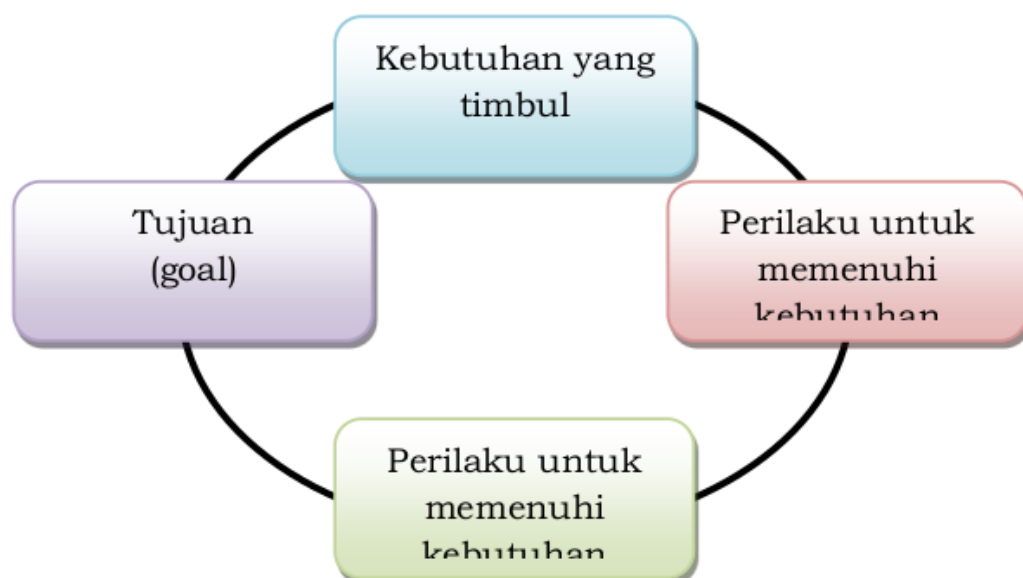 Kebutuhan yang
timbul
Tujuan
(goal)
Perilaku untuk
memenuhi
kebutuhan
Perilaku untuk
memenuhi
kebutuhan